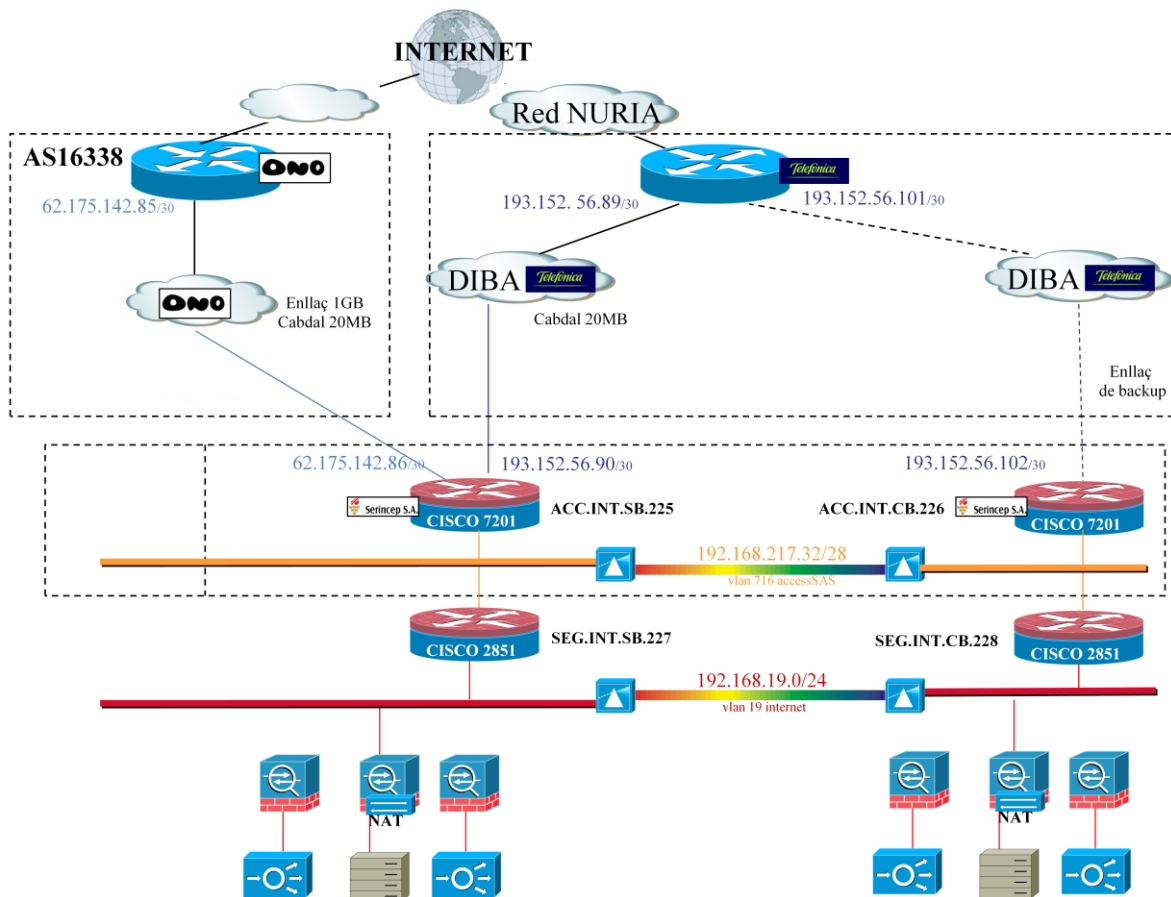 INTERNET
Red NURIA
AS16338
ONO
Telefónica
62.175.142.85/30
193.152. 56.89/30
193.152.56.101/30
DIBA Telefónica
DIBA Telefónica
ONO
Enllaç 1GB
Cabdal 20MB
Cabdal 20MB
Enllaç
de backup
62.175.142.86/30
193.152.56.90/30
193.152.56.102/30
Serincep S.A.
CISCO 7201
ACC.INT.SB.225
ACC.INT.CB.226
Serincep S.A.
CISCO 7201
192.168.217.32/28
vlan 716 accessSAS
CISCO 2851
SEG.INT.SB.227
SEG.INT.CB.228
CISCO 2851
192.168.19.0/24
vlan 19 internet
NAT
NAT